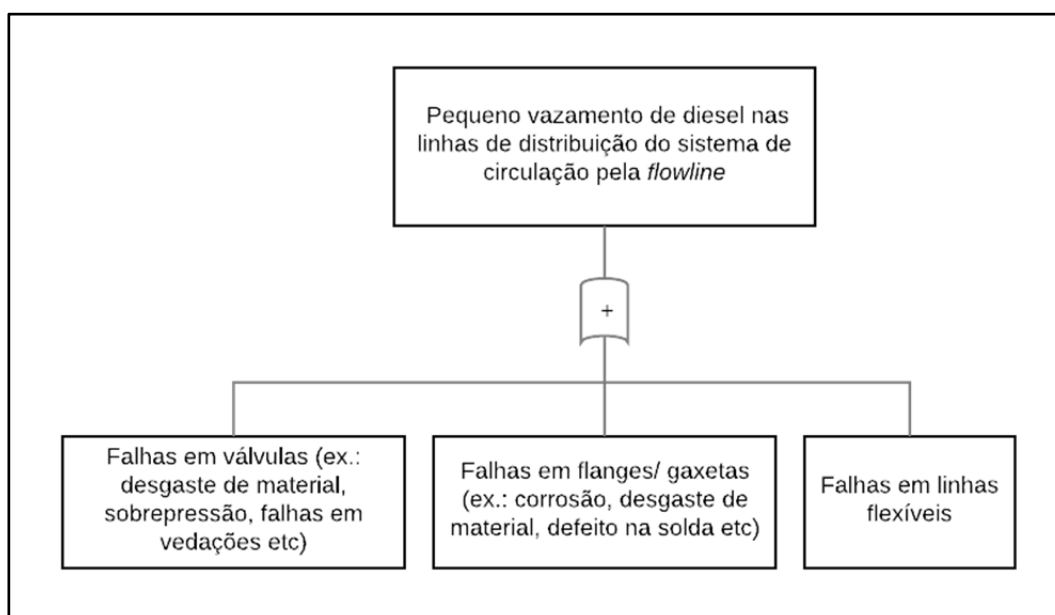 Pequeno vazamento de diesel nas
linhas de distribuição do sistema de
circulação pela flowline
+
Falhas em válvulas (ex.:
desgaste de material,
sobrepressão, falhas em
vedações etc)
Falhas em flanges/ gaxetas
(ex.: corrosão, desgaste de
material, defeito na solda etc)
Falhas em linhas
flexíveis